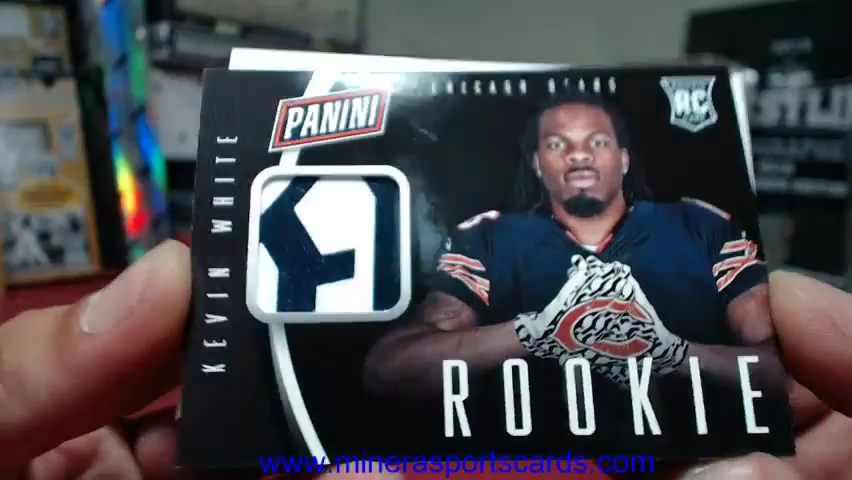 CHICAGO BEARS
RC
PANINI
KEVIN WHITE
ROOKIE
www.minerasportscards.com